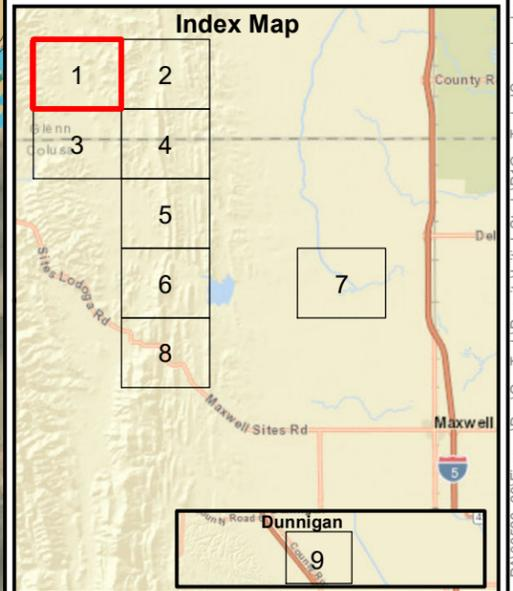 Index Map
1
2
County R
Glenn
Colusa
3
4
5
Del
6
7
Sites Lodoga Rd
8
Maxwell Sites Rd
Maxwell
5
Dunnigan
9